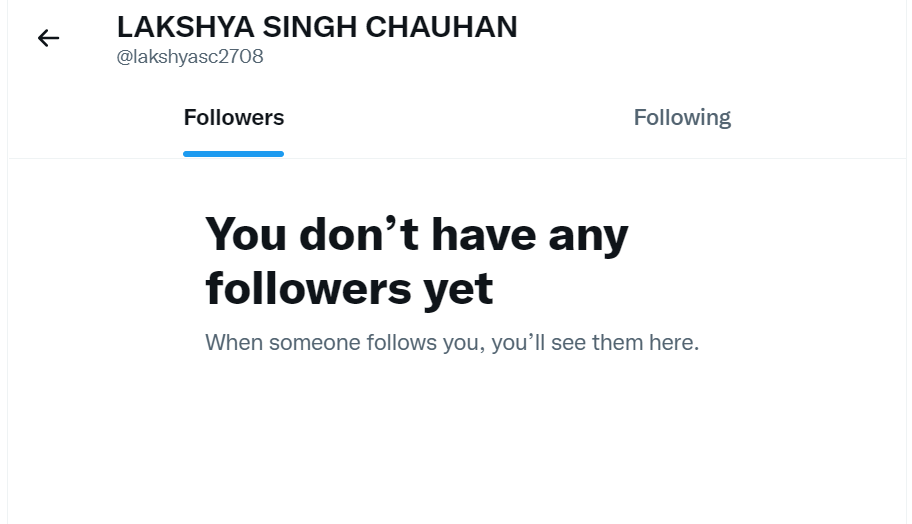 LAKSHYA SINGH CHAUHAN
@lakshyasc2708
Followers Following
You don’t have any
followers yet
When someone follows you, you’ll see them here.